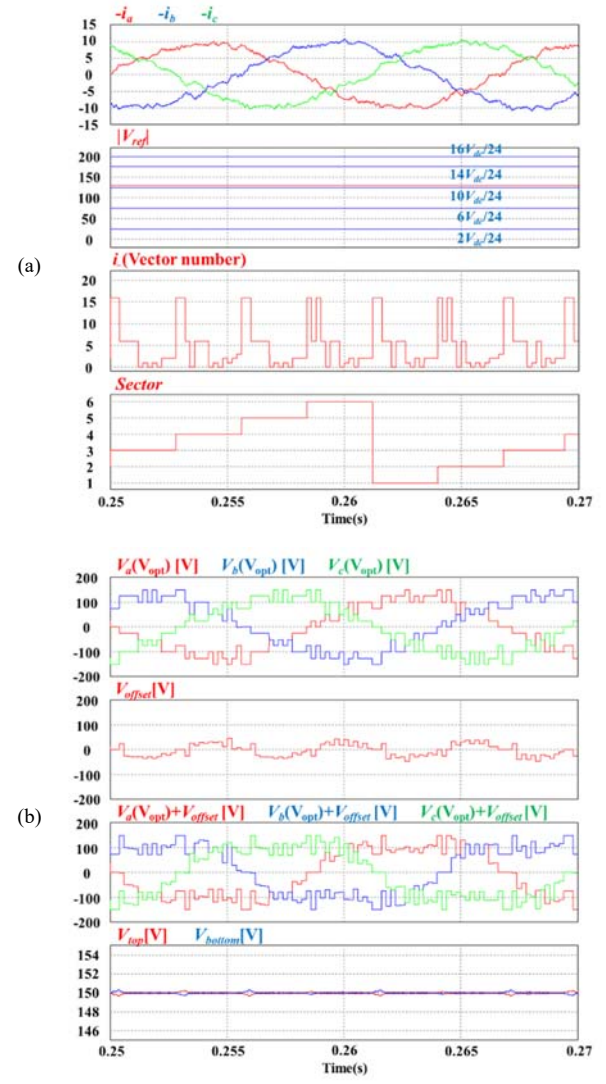 -ia -ib -ic
15
10
5
0
-5
-10
-15
|Vref|
200
150
100
50
0
16Vdc/24
14Vdc/24
10Vdc/24
6Vdc/24
2Vdc/24
(a)
i.(Vector number)
20
15
10
5
0
Sector
6
5
4
3
2
1
0.25 0.255 0.26 0.265 0.27
Time(s)
Va(Vopt) [V] Vb(Vopt) [V] Vc(Vopt) [V]
200
100
0
-100
-200
Voffset[V]
200
100
0
-100
-200
(b)
Va(Vopt)+Voffset [V] Vb(Vopt)+Voffset [V] Vc(Vopt)+Voffset [V]
200
100
0
-100
-200
Vtop[V] Vbottom[V]
154
152
150
148
146
0.25 0.255 0.26 0.265 0.27
Time(s)